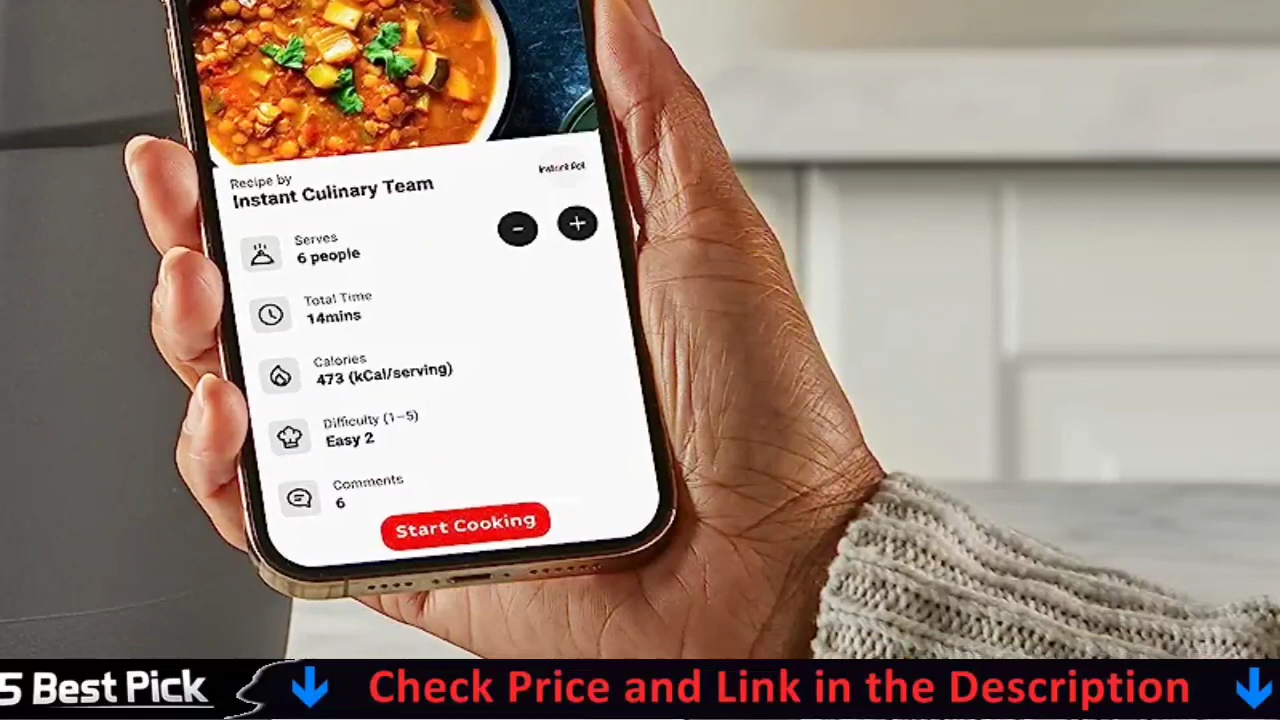 Recipe by
Instant Culinary Team
Instant Pot
Serves
6 people
-
+
Total Time
14mins
Calories
473 (kCal/serving)
Difficulty (1–5)
Easy 2
Comments
6
Start Cooking
5 Best Pick
Check Price and Link in the Description